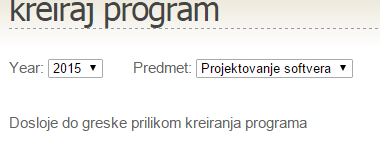 kreiraj program
Year: 2015 Predmet: Projektovanje softvera
Dosloje do greske prilikom kreiranja programa